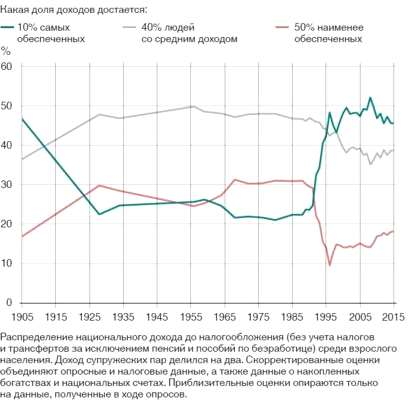 Какая доля доходов достается:
10% самых обеспеченных
40% людей со средним доходом
50% наименее обеспеченных
%
60
50
40
30
20
10
0
1905 1915 1925 1935 1945 1955 1965 1975 1985 1995 2005 2015
Распределение национального дохода до налогообложения (без учета налогов
и трансфертов за исключением пенсий и пособий по безработице) среди взрослого
населения. Доход супружеских пар делился на два. Скорректированные оценки
объединяют опросные и налоговые данные, а также данные о накопленных
богатствах и национальных счетах. Приблизительные оценки опираются только
на данные, полученные в ходе опросов.